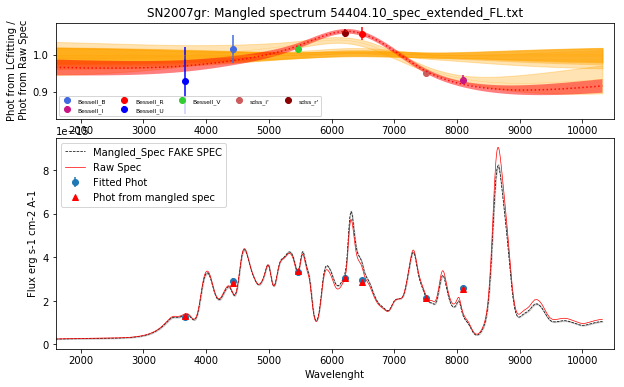 SN2007gr: Mangled spectrum 54404.10_spec_extended_FL.txt
Phot from LCfitting /
Phot from Raw Spec
1.0
0.9
Bessell_B
Bessell_I
Bessell_R
Bessell_U
Bessell_V
sdss_i'
sdss_r'
2000 3000 4000 5000 6000 7000 8000 9000 10000
Flux erg s-1 cm-2 A-1
8
6
4
2
0
Mangled_Spec FAKE SPEC
Raw Spec
Fitted Phot
Phot from mangled spec
2000 3000 4000 5000 6000 7000 8000 9000 10000
Wavelenght